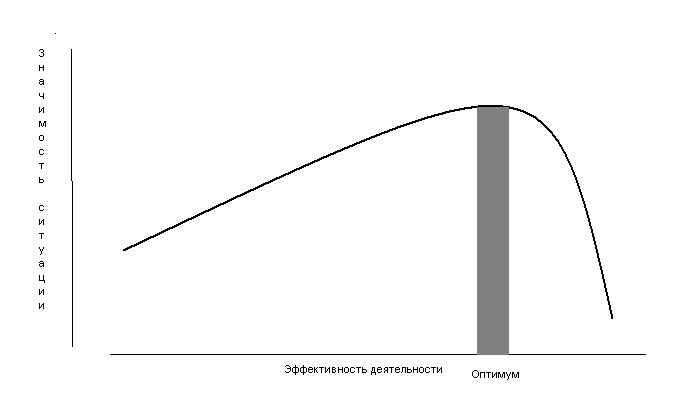 Значимость ситуации
Эффективность деятельности
Оптимум